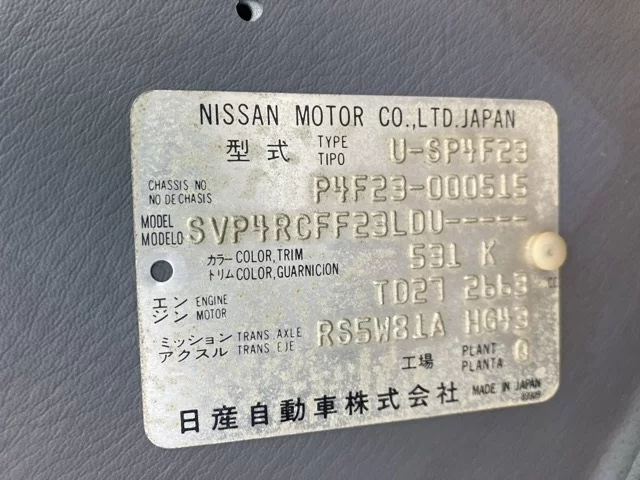 NISSAN MOTOR CO.,LTD.JAPAN
型式 TYPE TIPO U-SP4F23
CHASSIS NO. NO DE CHASIS P4F23-000515
MODEL MODELO SVP4RCFF23LDU-----
カラー COLOR,TRIM トリム COLOR,GUARNICION 531 K
エンジン ENGINE MOTOR TD27 2663 cc
ミッション アクスル TRANS.AXLE TRANS.EJE RS5W81A HG43
工場 PLANT PLANTA
日産自動車株式会社 MADE IN JAPAN